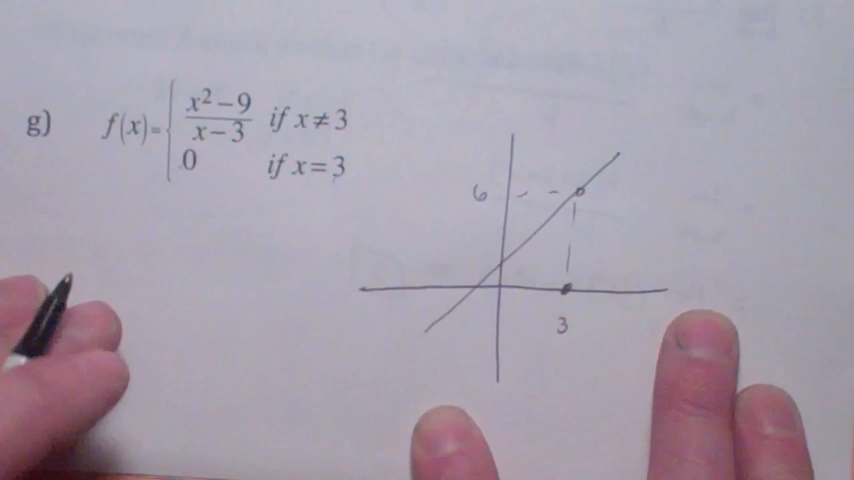 g) f(x)= { x² − 9 / x − 3 if x ≠ 3
0 if x = 3
6
3